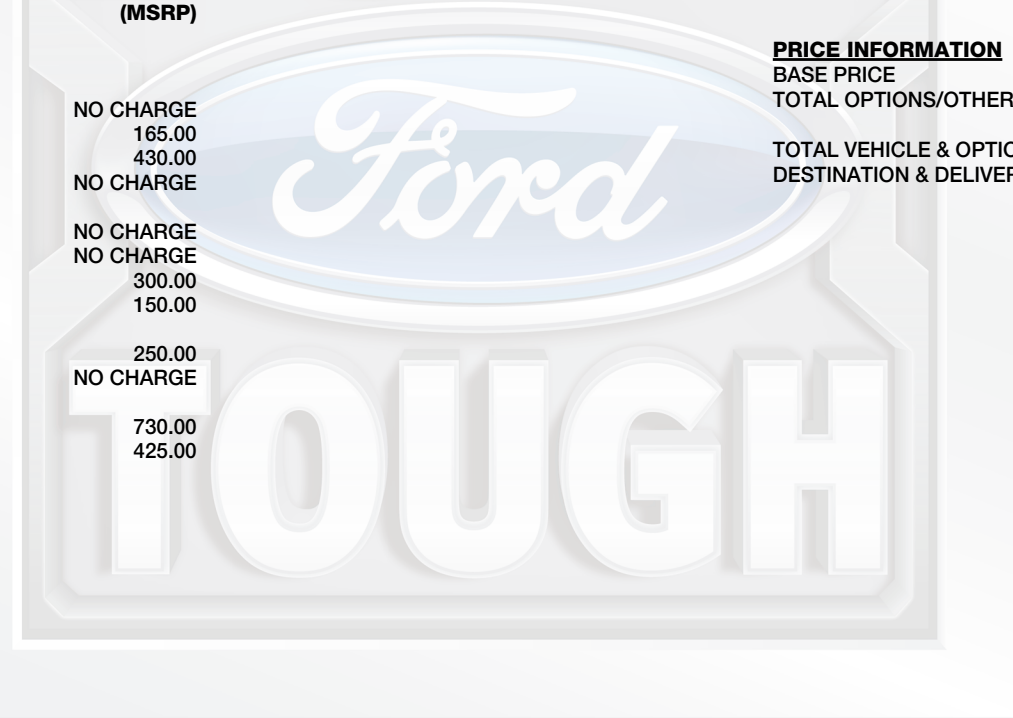 (MSRP)
NO CHARGE
165.00
430.00
NO CHARGE
NO CHARGE
NO CHARGE
300.00
150.00
250.00
NO CHARGE
730.00
425.00
PRICE INFORMATION
BASE PRICE
TOTAL OPTIONS/OTHER
TOTAL VEHICLE & OPTIO
DESTINATION & DELIVER
Ford
TOUGH